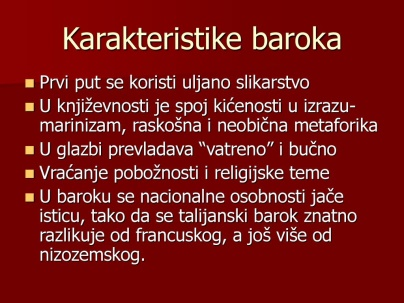 Karakteristike baroka
Prvi put se koristi uljano slikarstvo
U književnosti je spoj kićenosti u izrazu-
marinizam, raskošna i neobična metaforika
U glazbi prevladava “vatreno” i bučno
Vraćanje pobožnosti i religijske teme
U baroku se nacionalne osobnosti jače
isticu, tako da se talijanski barok znatno
razlikuje od francuskog, a još više od
nizozemskog.